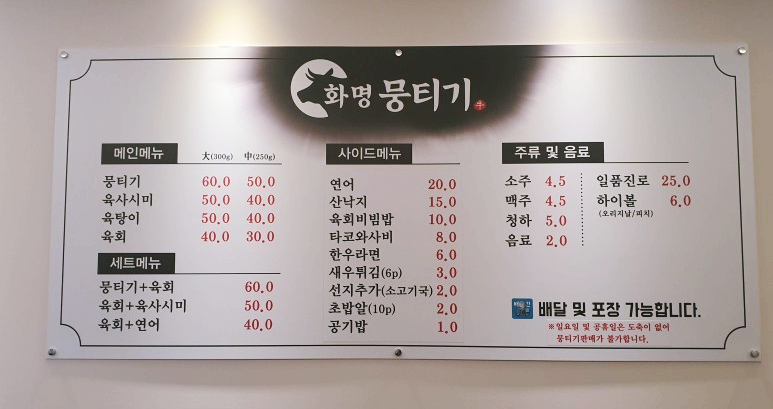 화명 뭉티기
메인메뉴 大(300g) 中(250g)
뭉티기 60.0 50.0
육사시미 50.0 40.0
육탕이 50.0 40.0
육회 40.0 30.0
세트메뉴
뭉티기+육회 60.0
육회+육사시미 50.0
육회+연어 40.0
사이드메뉴
연어 20.0
산낙지 15.0
육회비빔밥 10.0
타코와사비 8.0
한우라면 6.0
새우튀김(6p) 3.0
선지추가(소고기국) 2.0
초밥알(10p) 2.0
공기밥 1.0
주류 및 음료
소주 4.5
맥주 4.5
청하 5.0
음료 2.0
일품진로 25.0
하이볼 6.0
(오리지날/피치)
배달 및 포장 가능합니다.
※일요일 및 공휴일은 도축이 없어
뭉티기판매가 불가합니다.